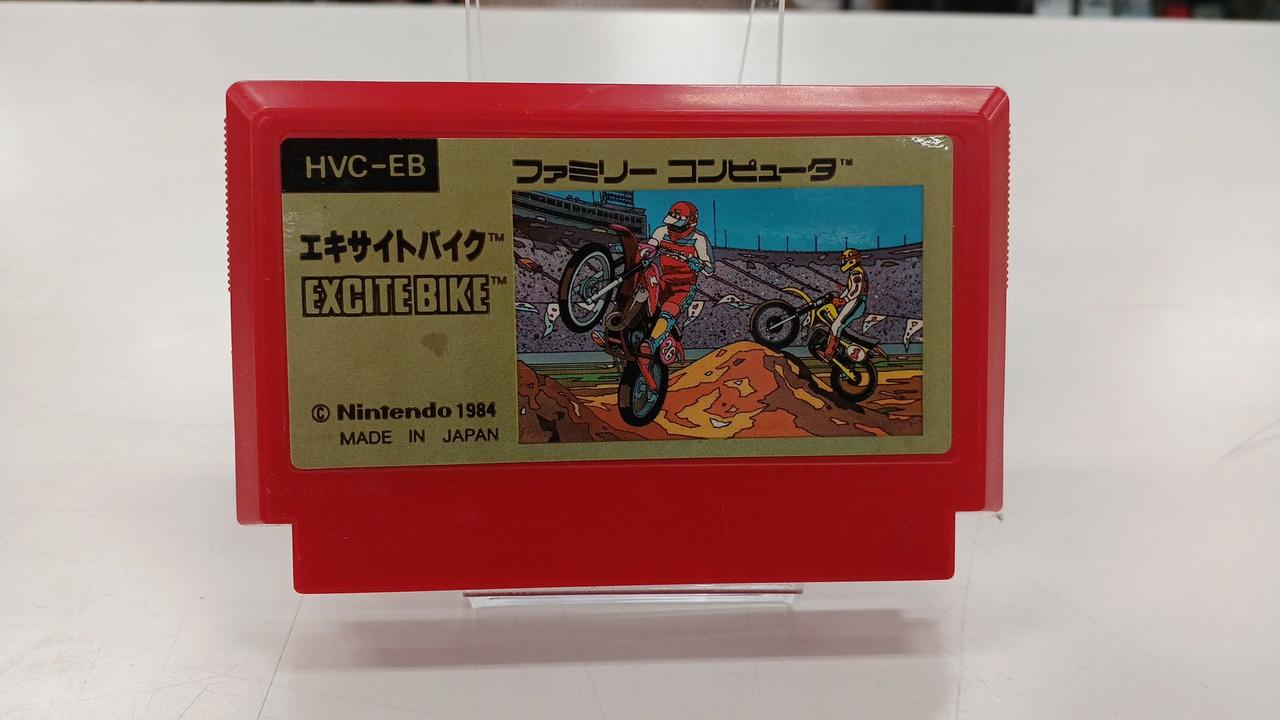 HVC-EB
ファミリー コンピュータ™
エキサイトバイク™
EXCITEBIKE™
© Nintendo 1984
MADE IN JAPAN
26